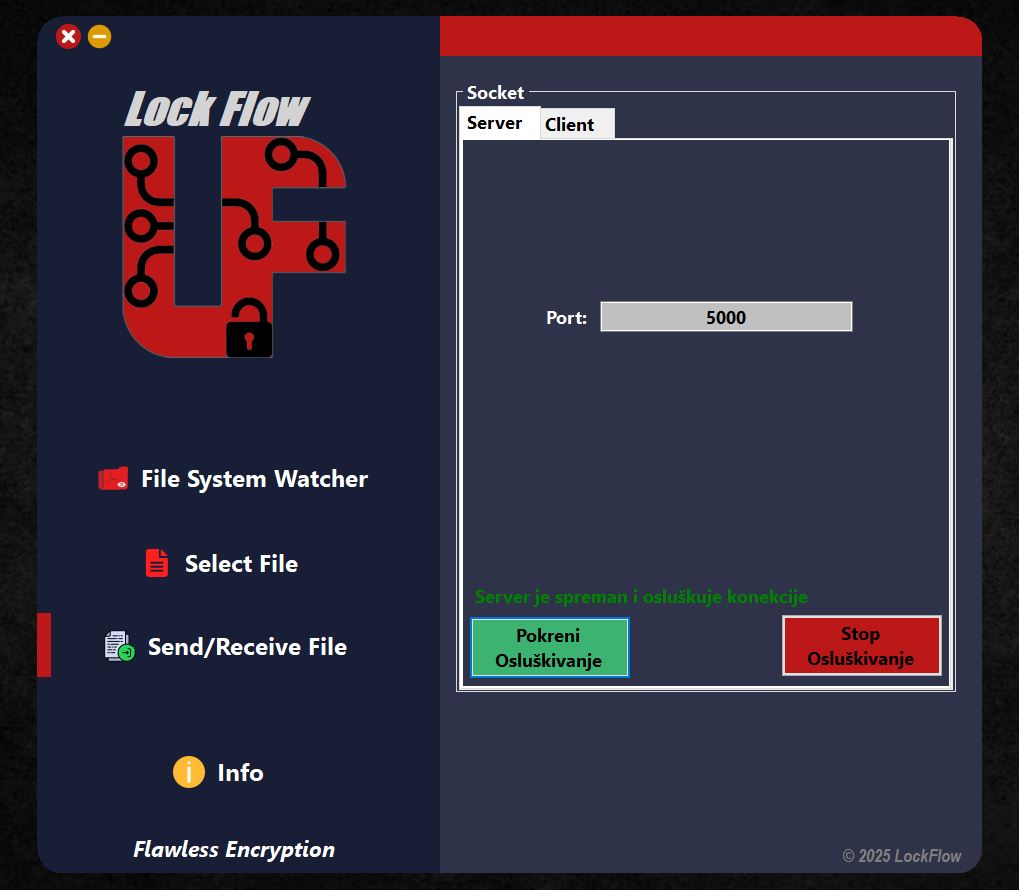 Lock Flow
File System Watcher
Select File
Send/Receive File
Info
Flawless Encryption
Socket
Server
Client
Port:
5000
Server je spreman i osluškuje konekcije
Pokreni
Osluškivanje
Stop
Osluškivanje
© 2025 LockFlow